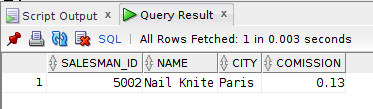 Script Output x Query Result x
SQL | All Rows Fetched: 1 in 0.003 seconds
SALESMAN_ID NAME CITY COMISSION
1 5002 Nail Knite Paris 0.13